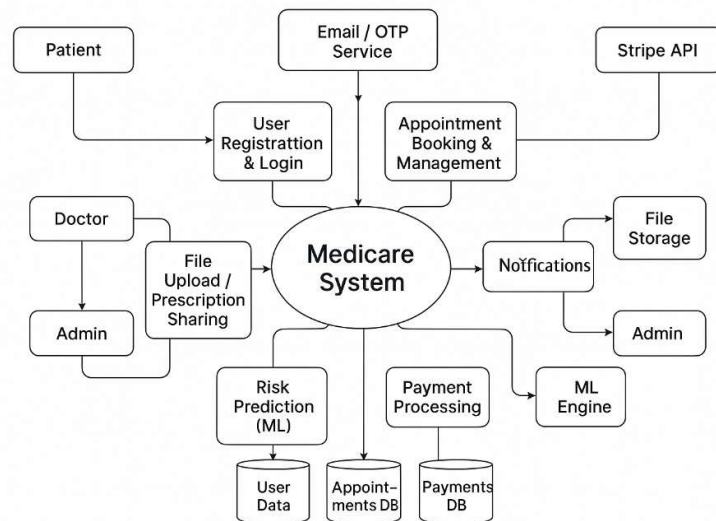 Patient
Email / OTP
Service
Stripe API
User
Registrattion
& Login
Appointment
Booking &
Management
Doctor
File
Upload /
Prescription
Sharing
Admin
Medicare
System
Noifications
File
Storage
Admin
Risk
Prediction
(ML)
Payment
Processing
ML
Engine
User
Data
Appoint–
ments DB
Payments
DB